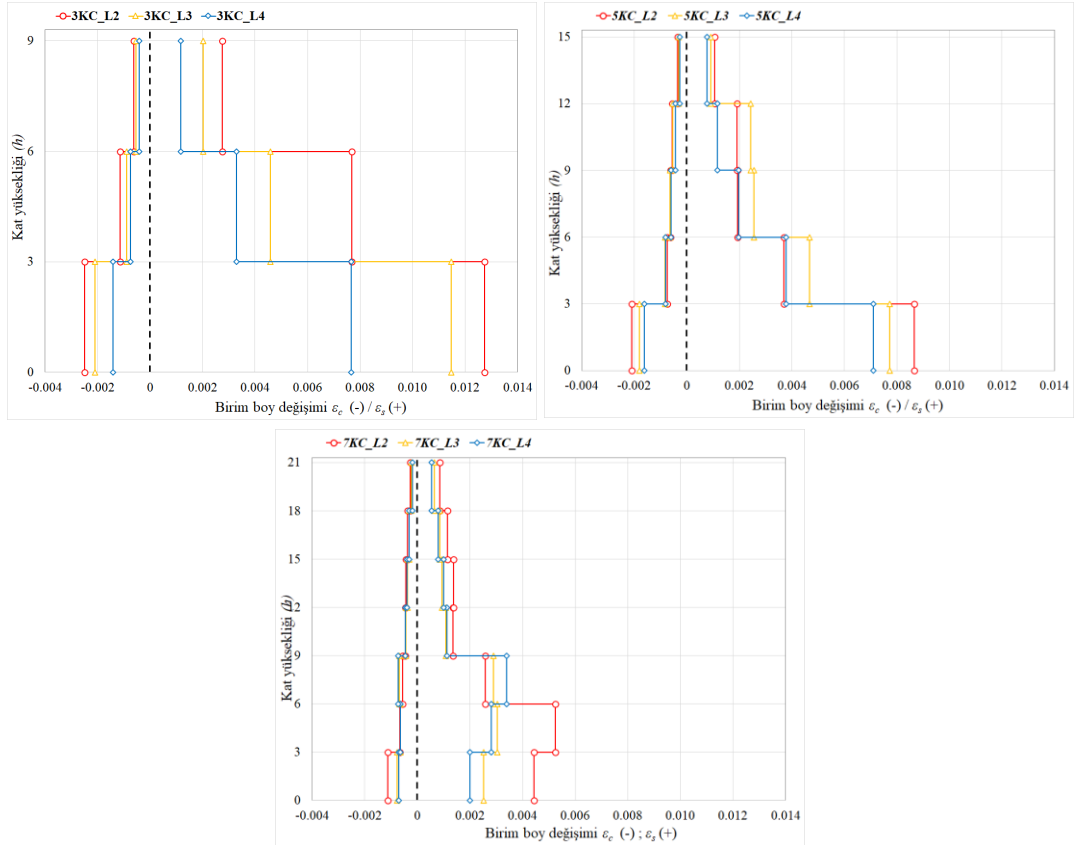 3KC_L2 3KC_L3 3KC_L4
9
6
3
0
Kat yüksekliği (h)
-0.004 -0.002 0 0.002 0.004 0.006 0.008 0.010 0.012 0.014
Birim boy değişimi εc (-) / εs (+)
5KC_L2 5KC_L3 5KC_L4
15
12
9
6
3
0
Kat yüksekliği (h)
-0.004 -0.002 0 0.002 0.004 0.006 0.008 0.010 0.012 0.014
Birim boy değişimi εc (-) / εs (+)
7KC_L2 7KC_L3 7KC_L4
21
18
15
12
9
6
3
0
Kat yüksekliği (h)
-0.004 -0.002 0 0.002 0.004 0.006 0.008 0.010 0.012 0.014
Birim boy değişimi εc (-) ; εs (+)